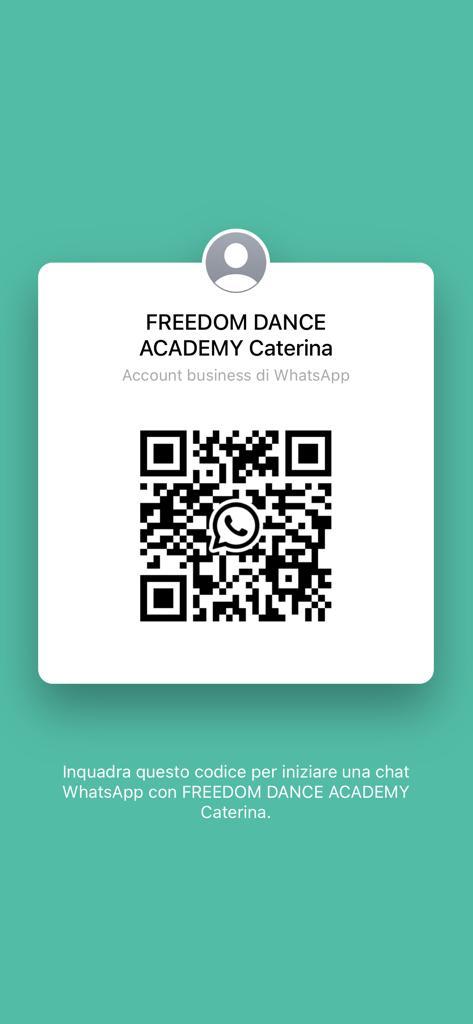 FREEDOM DANCE
ACADEMY Caterina
Account business di WhatsApp
Inquadra questo codice per iniziare una chat
WhatsApp con FREEDOM DANCE ACADEMY
Caterina.